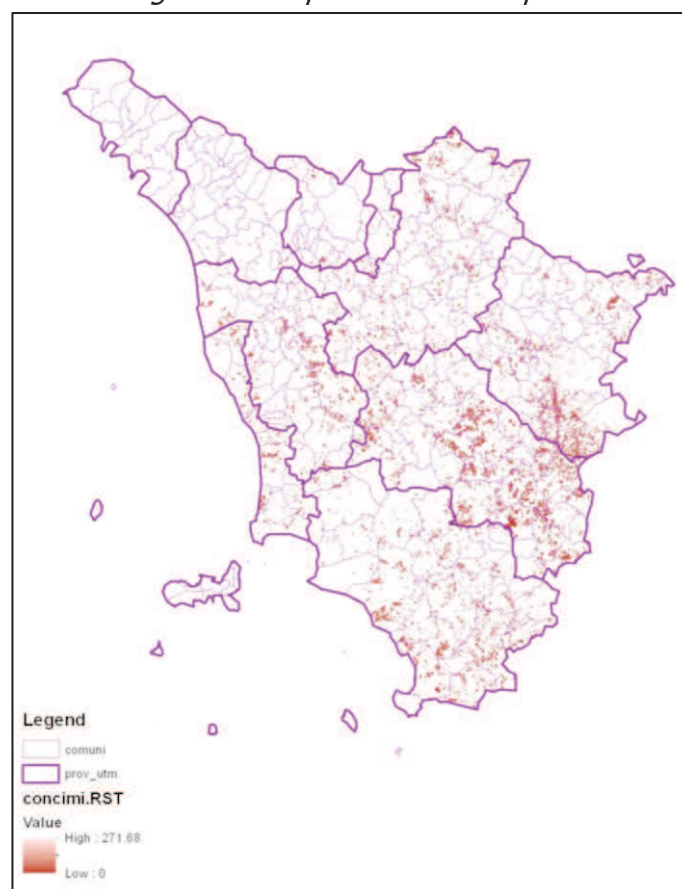 Legend
comuni
prov_utm
concimi.RST
Value
High : 271.68
Low : 0